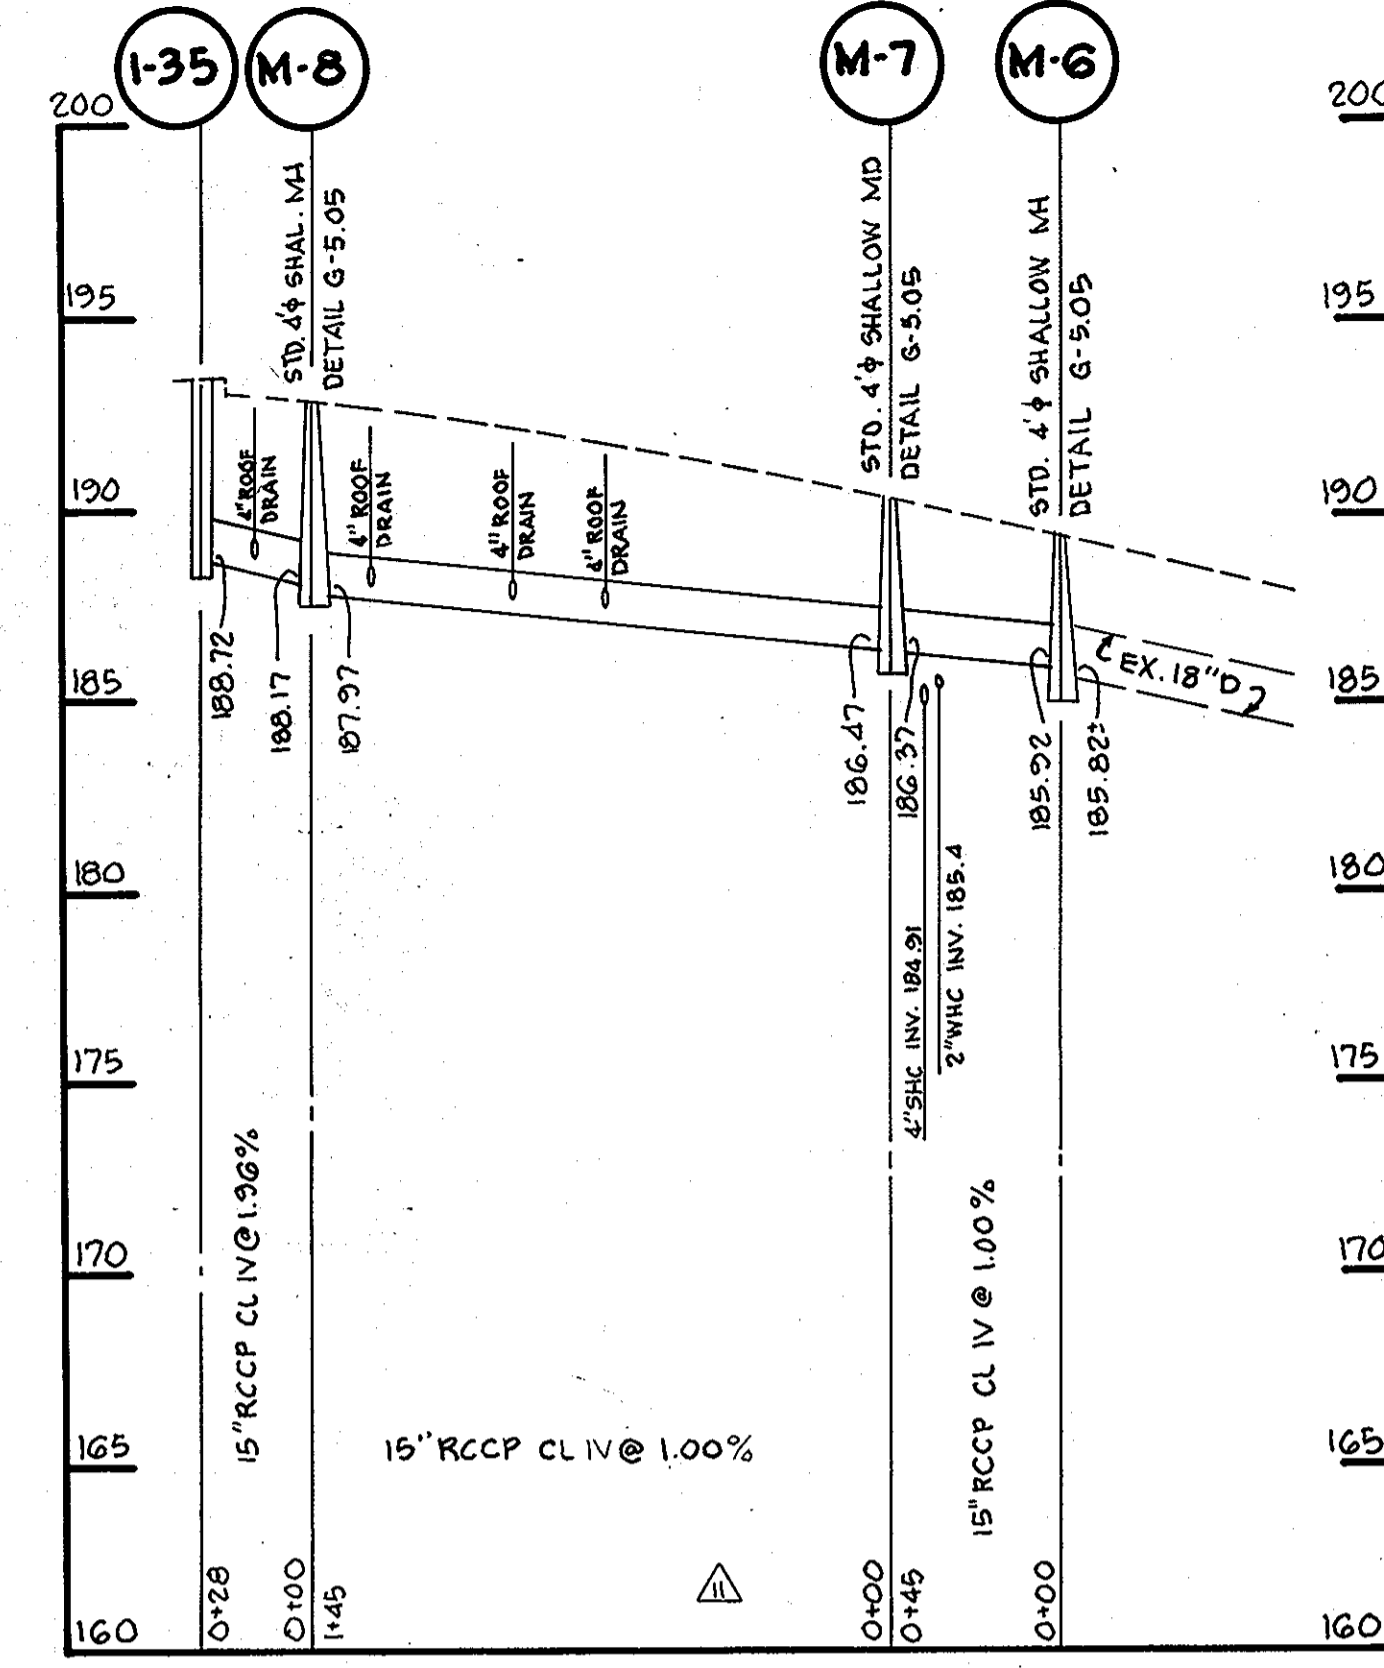 I-35
M-8
M-7
M-6
200
195
190
185
180
175
170
165
160
STD. 4'ϕ SHAL. MH
DETAIL G-5.05
STD. 4'ϕ SHALLOW MD
DETAIL G-5.05
STD. 4'ϕ SHALLOW MH
DETAIL G-5.05
4" ROOF
DRAIN
4" ROOF
DRAIN
4" ROOF
DRAIN
4" ROOF
DRAIN
188.72
188.17
187.97
186.47
186.37
185.92
185.82±
EX. 18"D
4"SHC INV. 184.91
2"WHC INV. 185.4
15"RCCP CL IV@1.96%
15"RCCP CL IV@ 1.00%
15"RCCP CL IV @ 1.00%
11
0+28
0+00
1+45
0+00
0+45
0+00
200
195
190
185
180
175
170
165
160